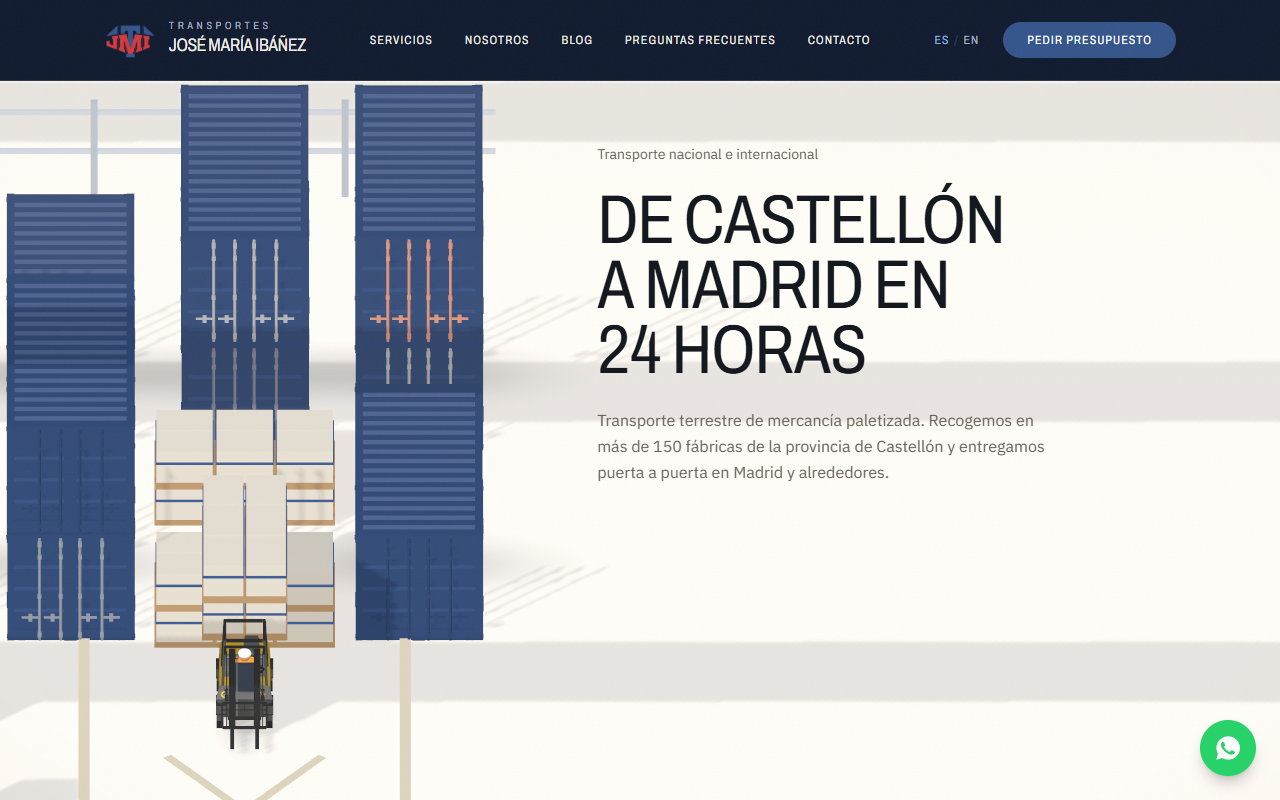 TRANSPORTES
JOSÉ MARÍA IBÁÑEZ
JMI
SERVICIOS
NOSOTROS
BLOG
PREGUNTAS FRECUENTES
CONTACTO
ES / EN
PEDIR PRESUPUESTO
Transporte nacional e internacional
DE CASTELLÓN
A MADRID EN
24 HORAS
Transporte terrestre de mercancía paletizada. Recogemos en
más de 150 fábricas de la provincia de Castellón y entregamos
puerta a puerta en Madrid y alrededores.